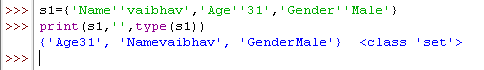 >>> s1={'Name''vaibhav','Age''31','Gender''Male'}
>>> print(s1,'',type(s1))
{'Age31', 'Namevaibhav', 'GenderMale'}  <class 'set'>
>>>